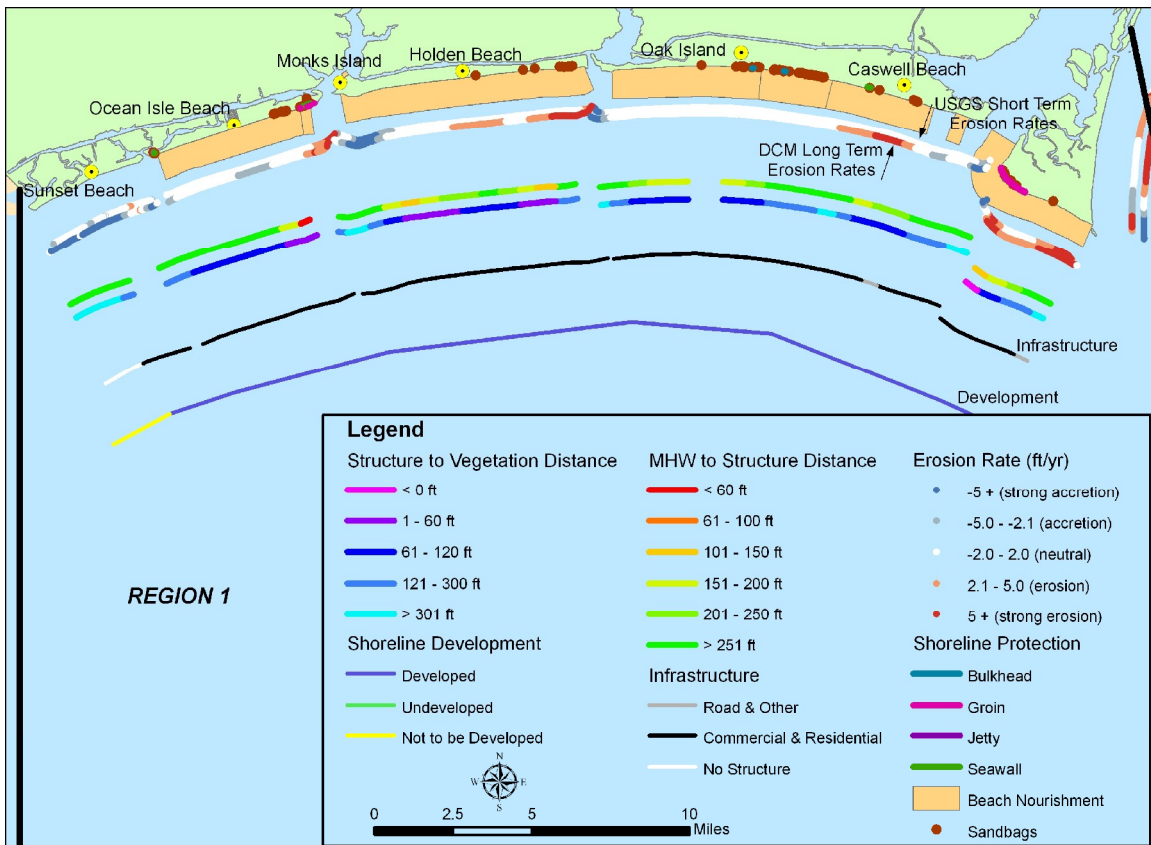 Oak Island
Holden Beach
Monks Island
Caswell Beach
Ocean Isle Beach
USGS Short Term
Erosion Rates
DCM Long Term
Erosion Rates
Sunset Beach
Infrastructure
Development
REGION 1
Legend
Structure to Vegetation Distance
< 0 ft
1 - 60 ft
61 - 120 ft
121 - 300 ft
> 301 ft
Shoreline Development
Developed
Undeveloped
Not to be Developed
MHW to Structure Distance
< 60 ft
61 - 100 ft
101 - 150 ft
151 - 200 ft
201 - 250 ft
> 251 ft
Infrastructure
Road & Other
Commercial & Residential
No Structure
Erosion Rate (ft/yr)
-5 + (strong accretion)
-5.0 - -2.1 (accretion)
-2.0 - 2.0 (neutral)
2.1 - 5.0 (erosion)
5 + (strong erosion)
Shoreline Protection
Bulkhead
Groin
Jetty
Seawall
Beach Nourishment
Sandbags
N
W E
S
0 2.5 5 10
Miles